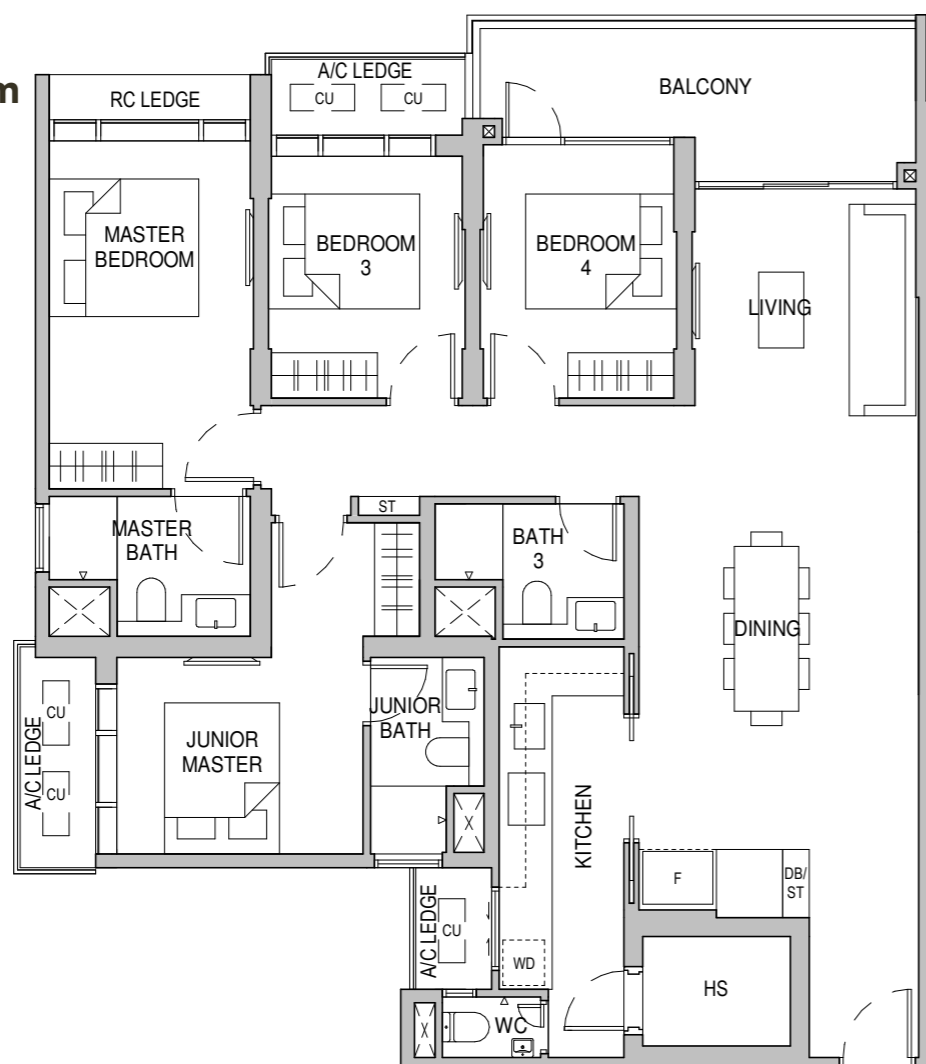 m
RC LEDGE
A/C LEDGE
CU
CU
BALCONY
MASTER
BEDROOM
BEDROOM
3
BEDROOM
4
LIVING
ST
MASTER
BATH
BATH
3
DINING
A/C LEDGE
CU
CU
JUNIOR
MASTER
JUNIOR
BATH
KITCHEN
F
DB/
ST
A/C LEDGE
CU
WD
HS
WC